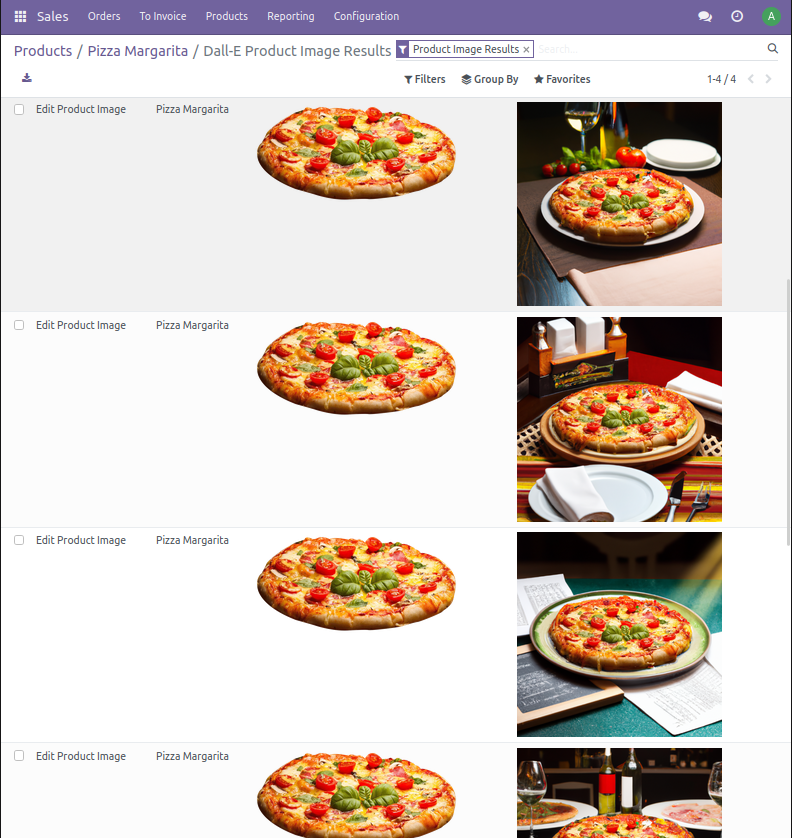 Sales Orders To Invoice Products Reporting Configuration A
Products / Pizza Margarita / Dall-E Product Image Results Product Image Results × Search...
Filters Group By Favorites 1-4 / 4
Edit Product Image Pizza Margarita
Edit Product Image Pizza Margarita
Edit Product Image Pizza Margarita
Edit Product Image Pizza Margarita